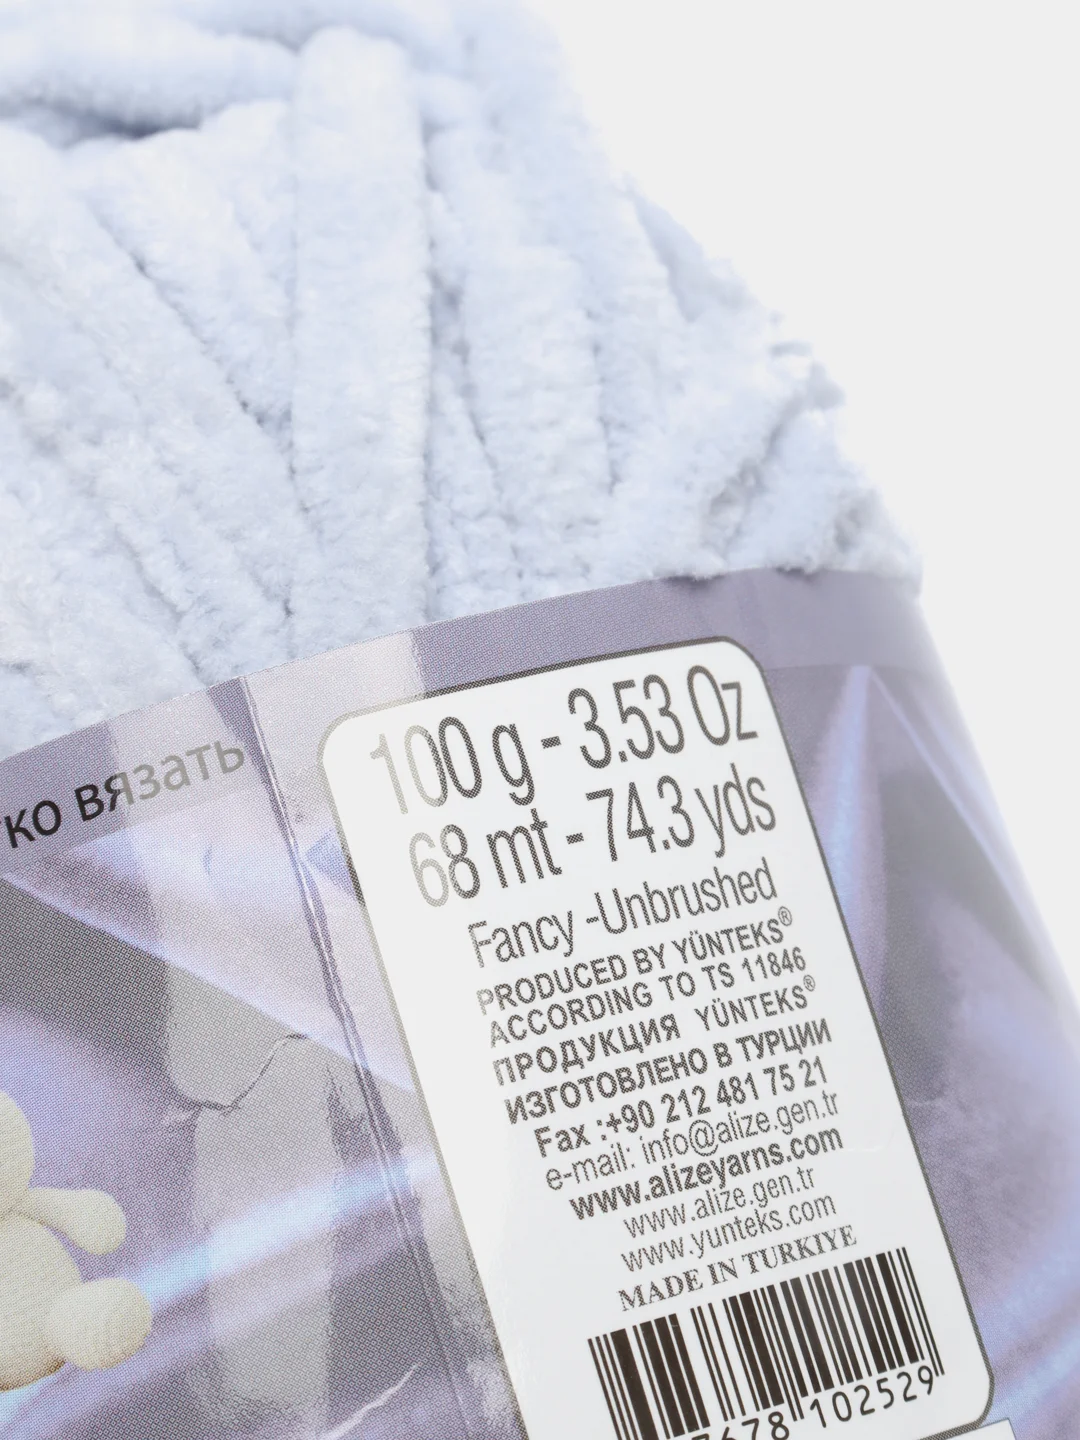 вязать
100 g - 3.53 Oz
68 mt - 74.3 yds
Fancy -Unbrushed
PRODUCED BY YÜNTEKS®
ACCORDING TO TS 11846
ПРОДУКЦИЯ YÜNTEKS®
ИЗГОТОВЛЕНО В ТУРЦИИ
Fax :+90 212 481 75 21
e-mail: info@alize.gen.tr
www.alizeyarns.com
www.alize.gen.tr
www.yunteks.com
MADE IN TURKIYE
102529